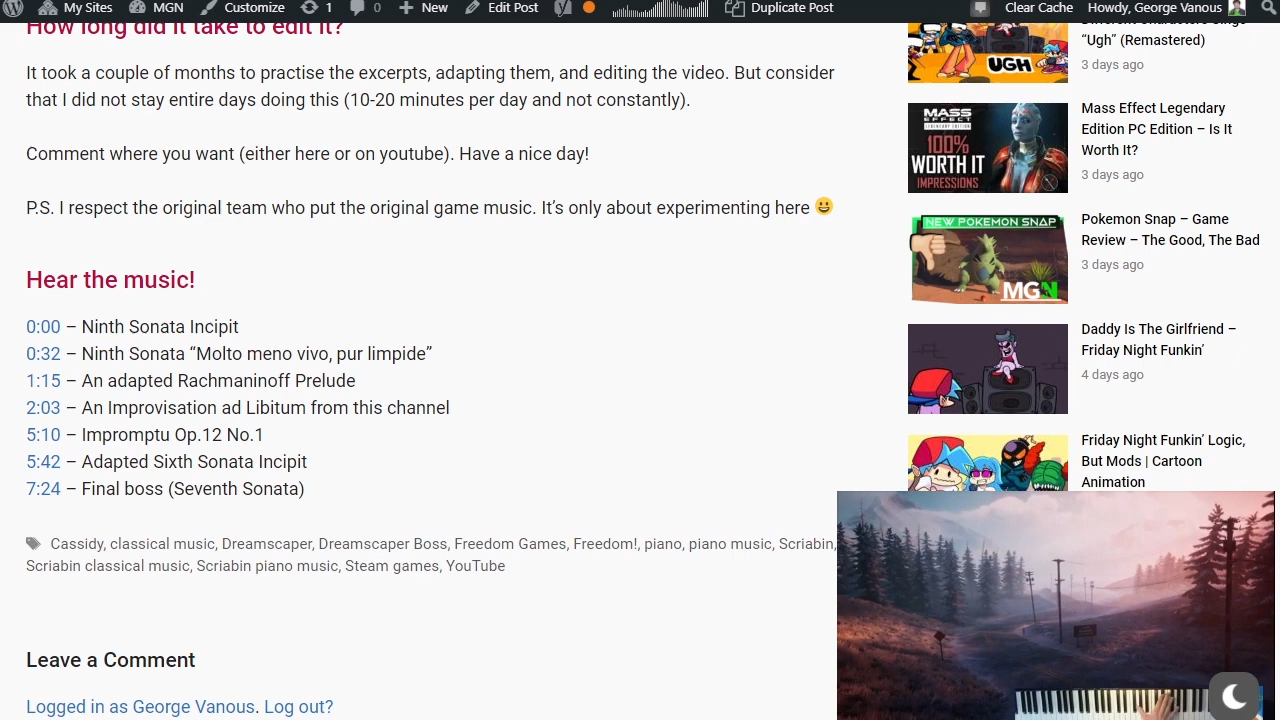 My Sites MGN Customize 1 0 New Edit Post Duplicate Post Clear Cache Howdy, George Vanous
How long did it take to edit it?
It took a couple of months to practise the excerpts, adapting them, and editing the video. But consider
that I did not stay entire days doing this (10-20 minutes per day and not constantly).
Comment where you want (either here or on youtube). Have a nice day!
P.S. I respect the original team who put the original game music. It’s only about experimenting here
Hear the music!
0:00 – Ninth Sonata Incipit
0:32 – Ninth Sonata “Molto meno vivo, pur limpide”
1:15 – An adapted Rachmaninoff Prelude
2:03 – An Improvisation ad Libitum from this channel
5:10 – Impromptu Op.12 No.1
5:42 – Adapted Sixth Sonata Incipit
7:24 – Final boss (Seventh Sonata)
Cassidy, classical music, Dreamscaper, Dreamscaper Boss, Freedom Games, Freedom!, piano, piano music, Scriabin,
Scriabin classical music, Scriabin piano music, Steam games, YouTube
Leave a Comment
Logged in as George Vanous. Log out?
UGH
Different Characters Sings
“Ugh” (Remastered)
3 days ago
MASS
EFFECT
LEGENDARY EDITION
100%
WORTH IT
IMPRESSIONS
Mass Effect Legendary
Edition PC Edition – Is It
Worth It?
3 days ago
NEW POKEMON SNAP
MGN
Pokemon Snap – Game
Review – The Good, The Bad
3 days ago
Daddy Is The Girlfriend –
Friday Night Funkin’
4 days ago
Friday Night Funkin’ Logic,
But Mods | Cartoon
Animation